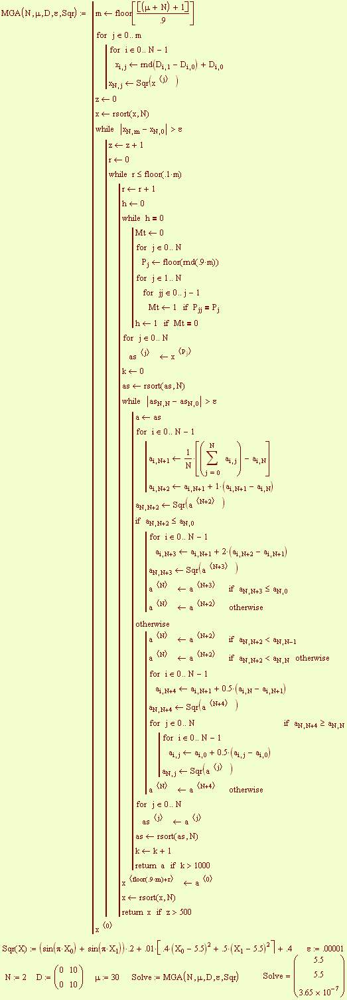 MGA(N,μ,D,ε,Sqr) := m ← floor[[(μ + N) + 1] / .9]
for j ∈ 0.. m
for i ∈ 0.. N − 1
x_{i,j} ← rnd(D_{i,1} − D_{i,0}) + D_{i,0}
x_{N,j} ← Sqr(x^{⟨j⟩})
z ← 0
x ← rsort(x,N)
while |x_{N,m} − x_{N,0}| > ε
z ← z + 1
r ← 0
while r ≤ floor(.1·m)
r ← r + 1
h ← 0
while h = 0
Mt ← 0
for j ∈ 0.. N
P_j ← floor(rnd(.9·m))
for j ∈ 1.. N
for jj ∈ 0.. j − 1
Mt ← 1 if P_{jj} = P_j
h ← 1 if Mt = 0
for j ∈ 0.. N
as^{⟨j⟩} ← x^{⟨P_j⟩}
k ← 0
as ← rsort(as,N)
while |as_{N,N} − as_{N,0}| > ε
a ← as
for i ∈ 0.. N − 1
a_{i,N+1} ← 1/N·[(∑_{j = 0}^{N} a_{i,j}) − a_{i,N}]
a_{i,N+2} ← a_{i,N+1} + 1·(a_{i,N+1} − a_{i,N})
a_{N,N+2} ← Sqr(a^{⟨N+2⟩})
if a_{N,N+2} ≤ a_{N,0}
for i ∈ 0.. N − 1
a_{i,N+3} ← a_{i,N+1} + 2·(a_{i,N+2} − a_{i,N+1})
a_{N,N+3} ← Sqr(a^{⟨N+3⟩})
a^{⟨N⟩} ← a^{⟨N+3⟩} if a_{N,N+3} ≤ a_{N,0}
a^{⟨N⟩} ← a^{⟨N+2⟩} otherwise
otherwise
a^{⟨N⟩} ← a^{⟨N+2⟩} if a_{N,N+2} < a_{N,N−1}
a^{⟨N⟩} ← a^{⟨N+2⟩} if a_{N,N+2} < a_{N,N} otherwise
for i ∈ 0.. N − 1
a_{i,N+4} ← a_{i,N+1} + 0.5·(a_{i,N} − a_{i,N+1})
a_{N,N+4} ← Sqr(a^{⟨N+4⟩})
for j ∈ 0.. N if a_{N,N+4} ≥ a_{N,N}
for i ∈ 0.. N − 1
a_{i,j} ← a_{i,0} + 0.5·(a_{i,j} − a_{i,0})
a_{N,j} ← Sqr(a^{⟨j⟩})
a^{⟨N⟩} ← a^{⟨N+4⟩} otherwise
for j ∈ 0.. N
as^{⟨j⟩} ← a^{⟨j⟩}
as ← rsort(as,N)
k ← k + 1
return a if k > 1000
x^{⟨floor(.9·m)+r⟩} ← a^{⟨0⟩}
x ← rsort(x,N)
return x if z > 500
x^{⟨0⟩}
Sqr(X) := (sin(π·X_0) + sin(π·X_1))·.2 + .01·[.4·(X_0 − 5.5)^2 + .5·(X_1 − 5.5)^2] + .4 ε := .00001
N := 2 D := (0 10; 0 10) μ := 30 Solve := MGA(N,μ,D,ε,Sqr) Solve = (5.5; 5.5; 3.65 × 10^{−7})